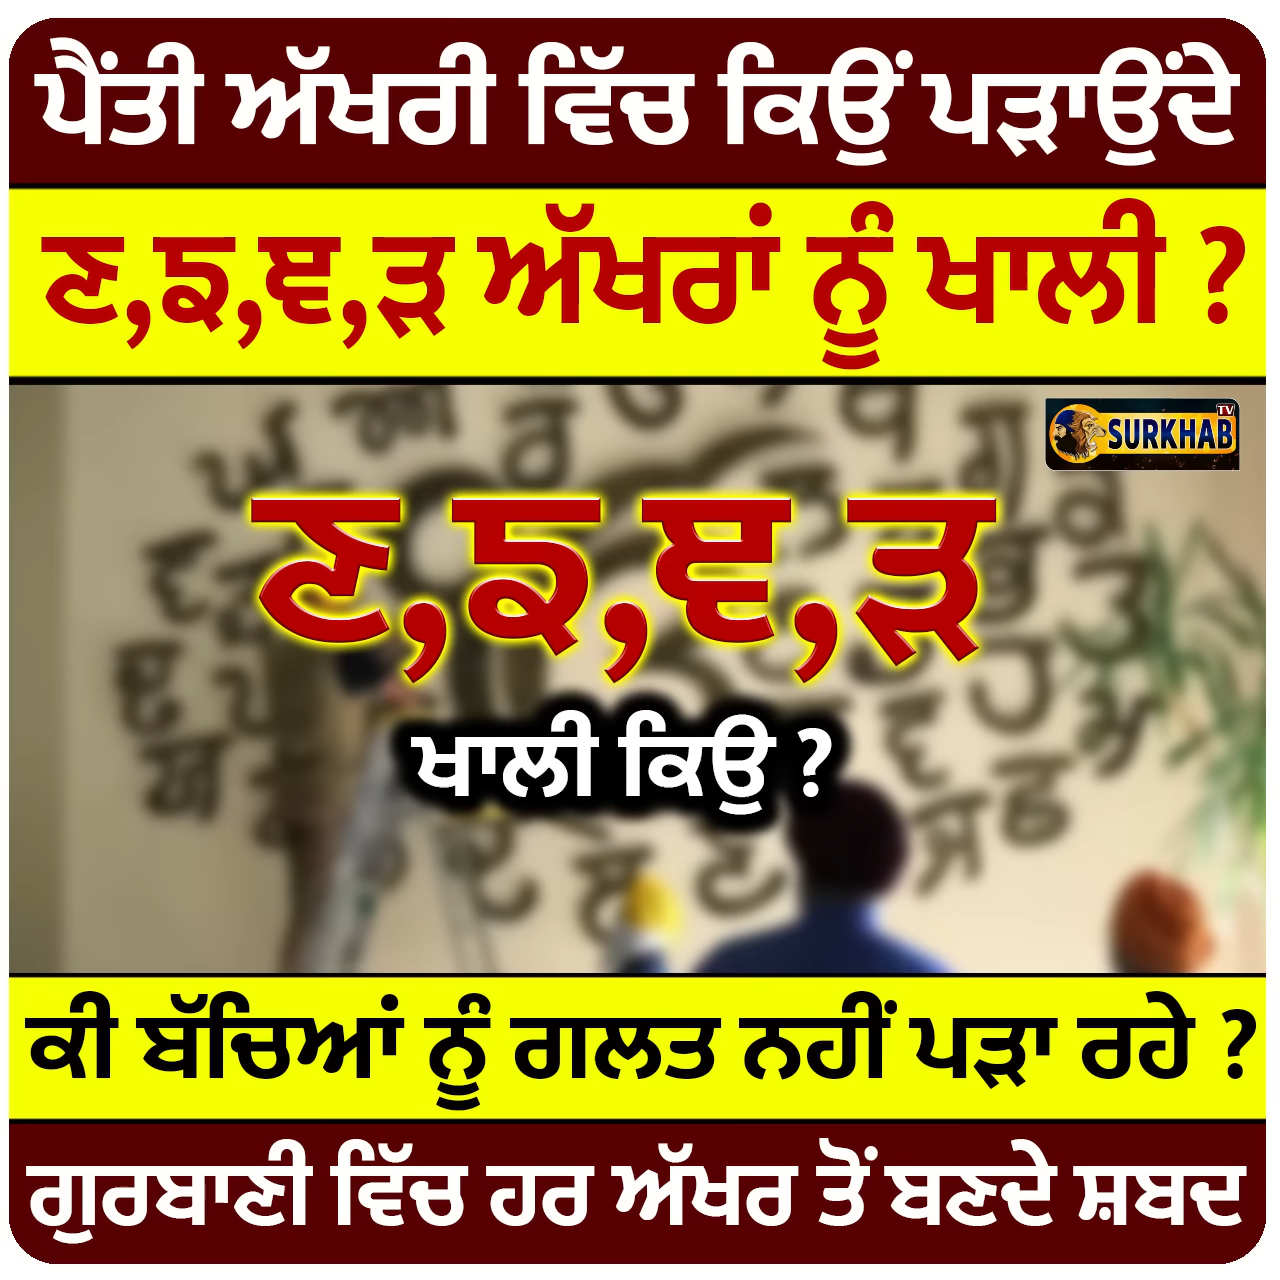 ਪੈਂਤੀ ਅੱਖਰੀ ਵਿੱਚ ਕਿਉਂ ਪੜਾਉਂਦੇ
ਣ,ਙ,ਞ,ੜ ਅੱਖਰਾਂ ਨੂੰ ਖਾਲੀ ?
TV
SURKHAB
ਣ,ਙ,ਞ,ੜ
ਖਾਲੀ ਕਿਉ ?
ਕੀ ਬੱਚਿਆਂ ਨੂੰ ਗਲਤ ਨਹੀਂ ਪੜਾ ਰਹੇ ?
ਗੁਰਬਾਣੀ ਵਿੱਚ ਹਰ ਅੱਖਰ ਤੋਂ ਬਣਦੇ ਸ਼ਬਦ